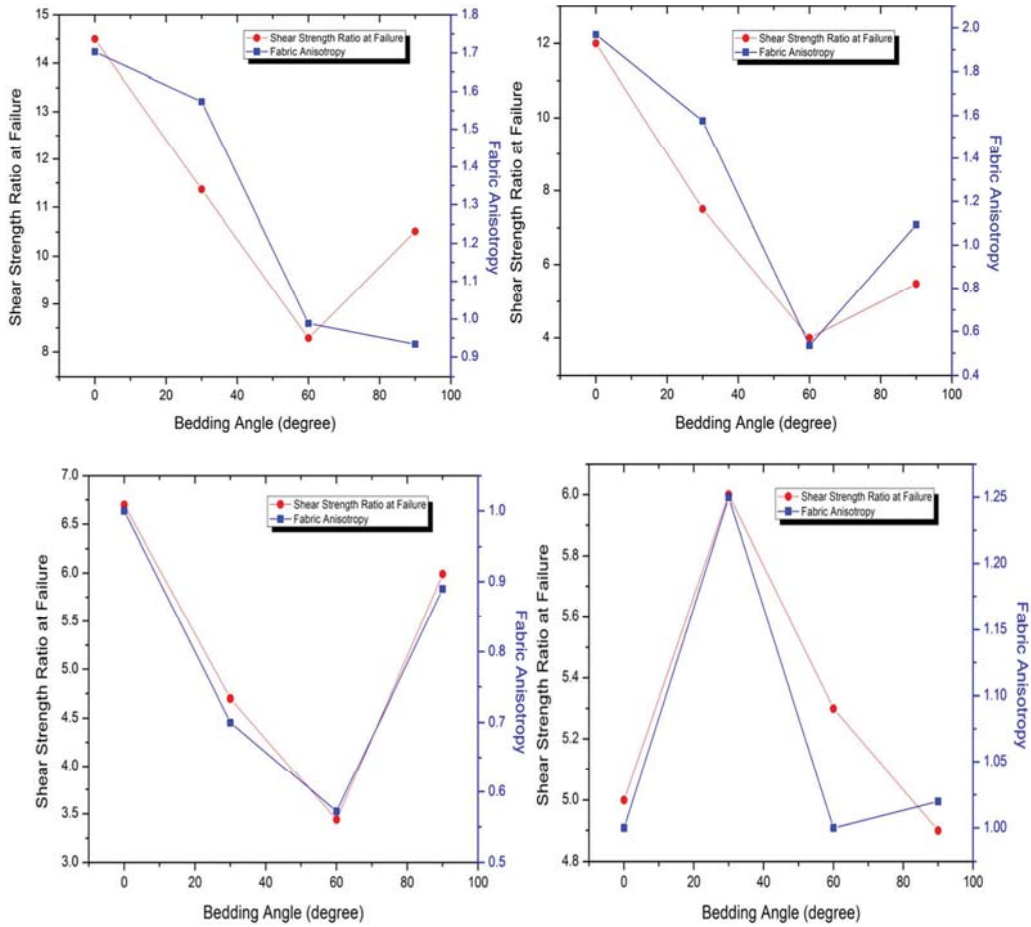 Shear Strength Ratio at Failure
Fabric Anisotropy
15
14
13
12
11
10
9
8
1.8
1.7
1.6
1.5
1.4
1.3
1.2
1.1
1.0
0.9
Shear Strength Ratio at Failure
Fabric Anisotropy
0 20 40 60 80 100
Bedding Angle (degree)
Shear Strength Ratio at Failure
Fabric Anisotropy
12
10
8
6
4
2.0
1.8
1.6
1.4
1.2
1.0
0.8
0.6
0.4
Shear Strength Ratio at Failure
Fabric Anisotropy
0 20 40 60 80 100
Bedding Angle (degree)
Shear Strength Ratio at Failure
Fabric Anisotropy
7.0
6.5
6.0
5.5
5.0
4.5
4.0
3.5
3.0
1.0
0.9
0.8
0.7
0.6
0.5
Shear Strength Ratio at Failure
Fabric Anisotropy
0 20 40 60 80 100
Bedding Angle (degree)
Shear Strength Ratio at Failure
Fabric Anisotropy
6.0
5.8
5.6
5.4
5.2
5.0
4.8
1.25
1.20
1.15
1.10
1.05
1.00
Shear Strength Ratio at Failure
Fabric Anisotropy
0 20 40 60 80 100
Bedding Angle (degree)